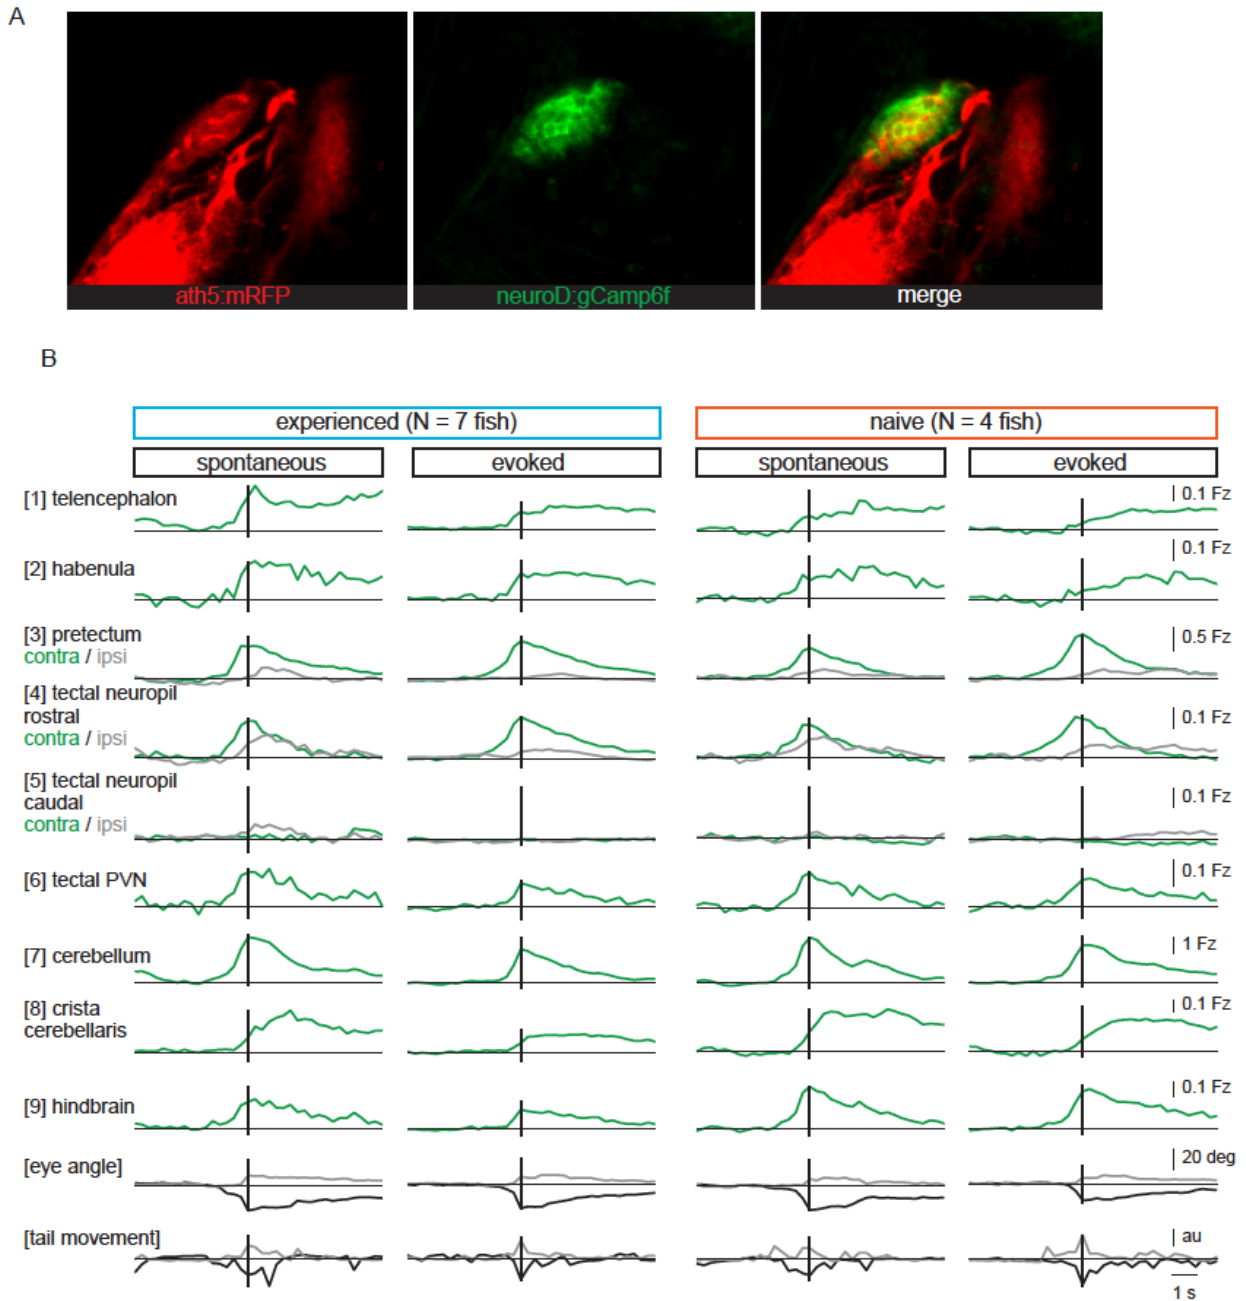 A
ath5:mRFP
neuroD:gCamp6f
merge
B
experienced (N = 7 fish)
naive (N = 4 fish)
spontaneous
evoked
spontaneous
evoked
[1] telencephalon
0.1 Fz
[2] habenula
0.1 Fz
[3] pretectum
contra / ipsi
0.5 Fz
[4] tectal neuropil
rostral
contra / ipsi
0.1 Fz
[5] tectal neuropil
caudal
contra / ipsi
0.1 Fz
[6] tectal PVN
0.1 Fz
[7] cerebellum
1 Fz
[8] crista
cerebellaris
0.1 Fz
[9] hindbrain
0.1 Fz
[eye angle]
20 deg
[tail movement]
au
1 s